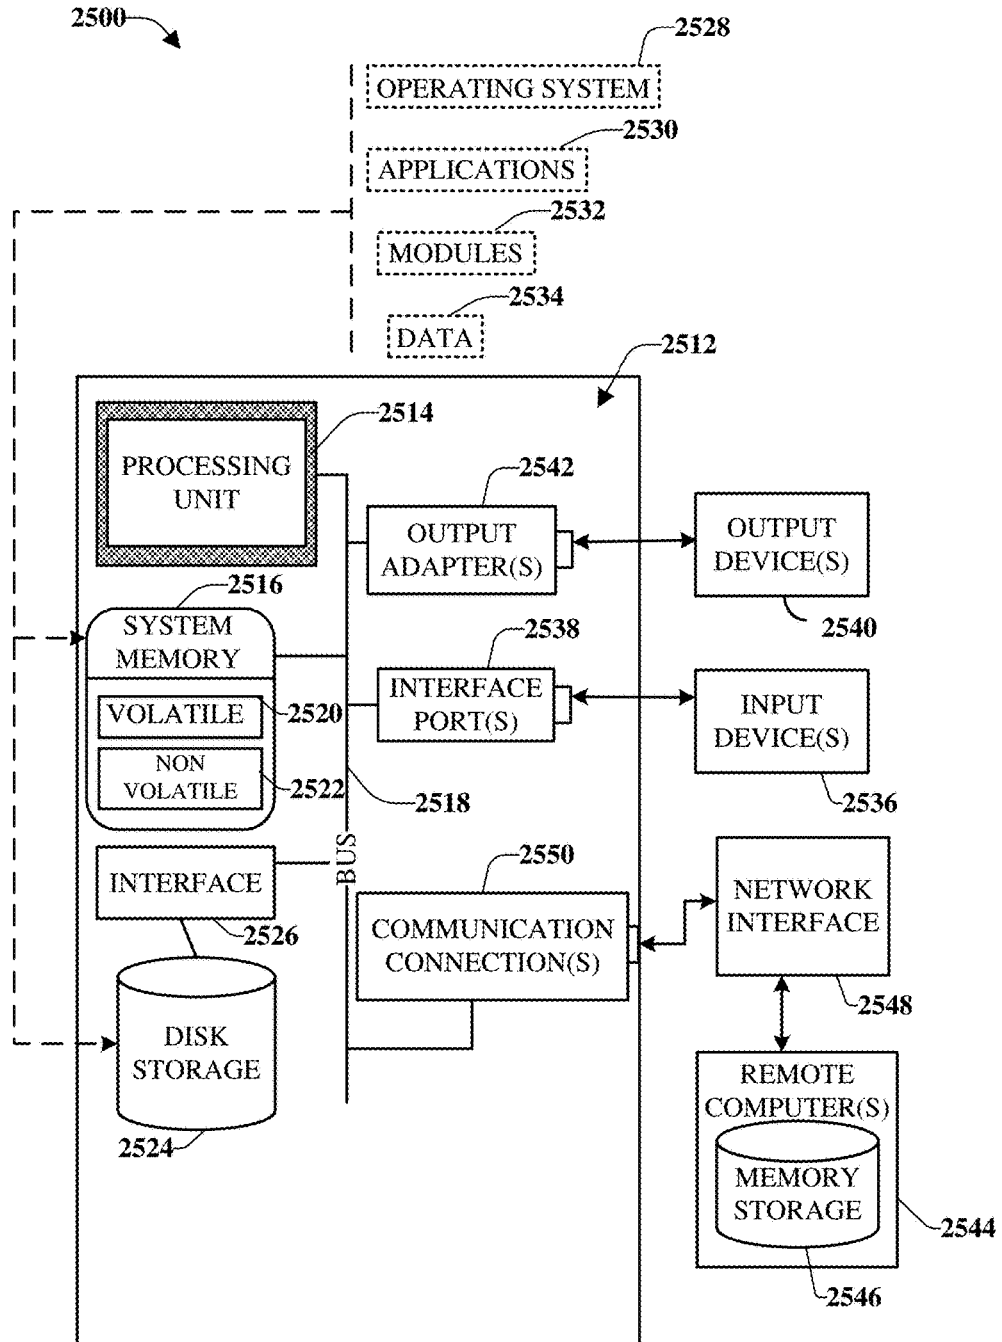 2500
2528
OPERATING SYSTEM
2530
APPLICATIONS
2532
MODULES
2534
DATA
2512
2514
PROCESSING
UNIT
2542
OUTPUT
ADAPTER(S)
OUTPUT
DEVICE(S)
2540
2516
SYSTEM
MEMORY
VOLATILE
2520
NON
VOLATILE
2522
2538
INTERFACE
PORT(S)
INPUT
DEVICE(S)
2536
2518
BUS
INTERFACE
2526
2550
COMMUNICATION
CONNECTION(S)
NETWORK
INTERFACE
2548
DISK
STORAGE
2524
REMOTE
COMPUTER(S)
MEMORY
STORAGE
2544
2546